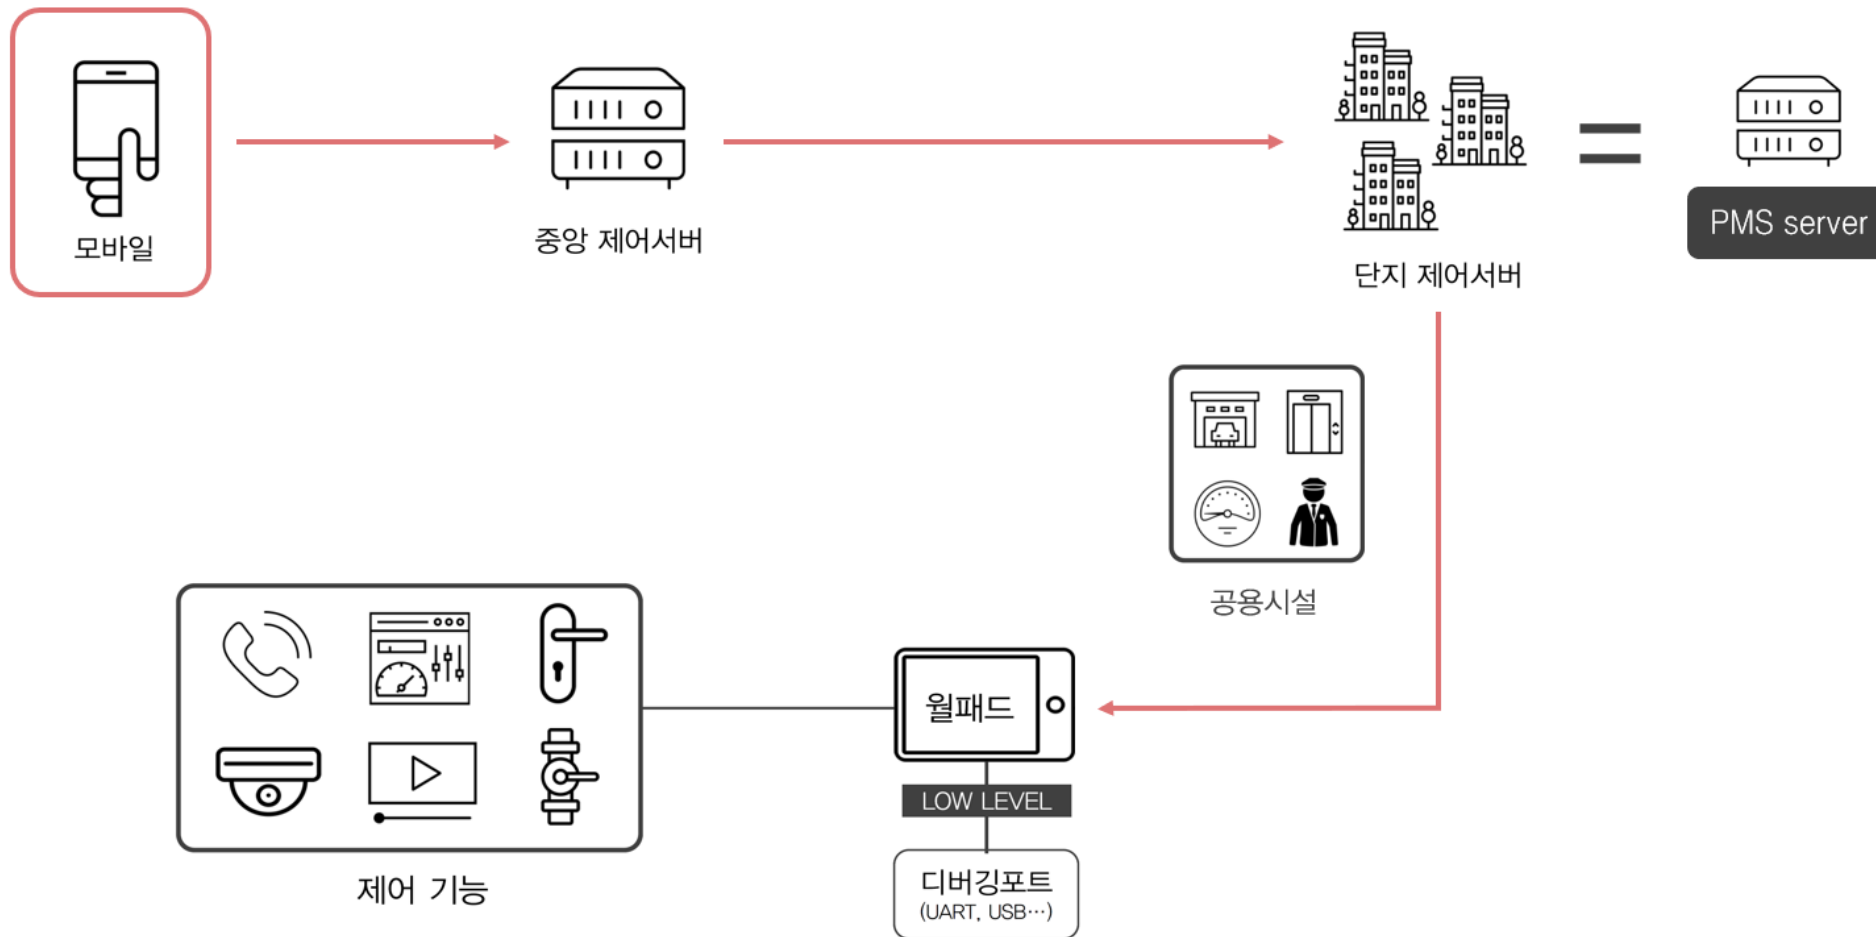 모바일
중앙 제어서버
단지 제어서버
PMS server
공용시설
월패드
LOW LEVEL
디버깅포트
(UART, USB…)
제어 기능